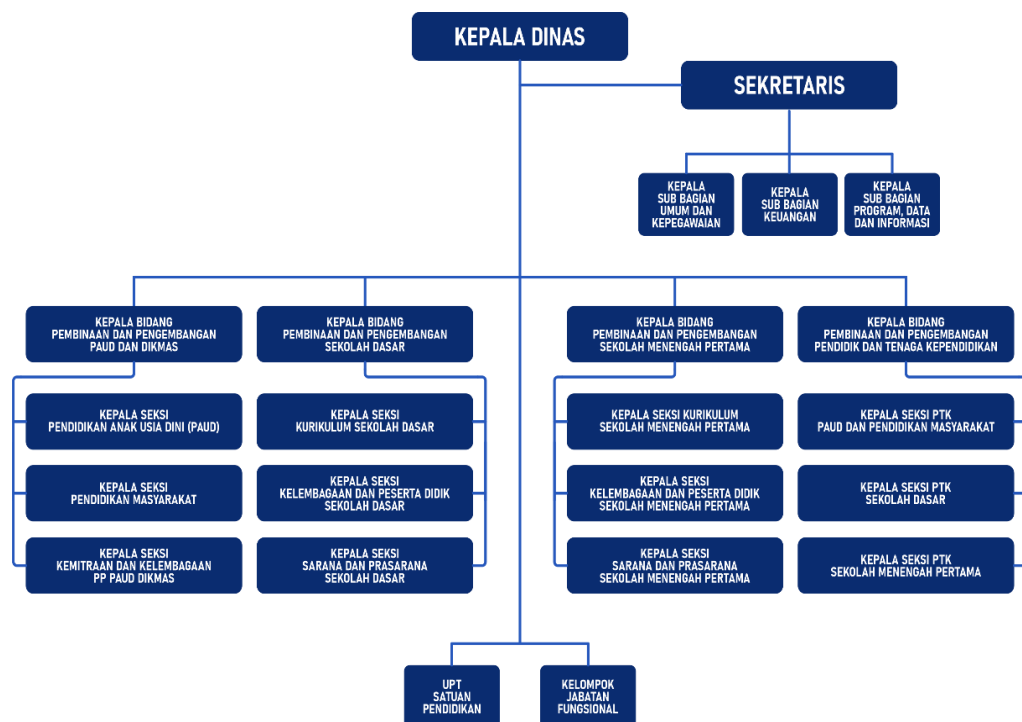 KEPALA DINAS
SEKRETARIS
KEPALA
SUB BAGIAN
UMUM DAN
KEPEGAWAIAN
KEPALA
SUB BAGIAN
KEUANGAN
KEPALA
SUB BAGIAN
PROGRAM, DATA
DAN INFORMASI
KEPALA BIDANG
PEMBINAAN DAN PENGEMBANGAN
PAUD DAN DIKMAS
KEPALA BIDANG
PEMBINAAN DAN PENGEMBANGAN
SEKOLAH DASAR
KEPALA BIDANG
PEMBINAAN DAN PENGEMBANGAN
SEKOLAH MENENGAH PERTAMA
KEPALA BIDANG
PEMBINAAN DAN PENGEMBANGAN
PENDIDIK DAN TENAGA KEPENDIDIKAN
KEPALA SEKSI
PENDIDIKAN ANAK USIA DINI (PAUD)
KEPALA SEKSI
KURIKULUM SEKOLAH DASAR
KEPALA SEKSI KURIKULUM
SEKOLAH MENENGAH PERTAMA
KEPALA SEKSI PTK
PAUD DAN PENDIDIKAN MASYARAKAT
KEPALA SEKSI
PENDIDIKAN MASYARAKAT
KEPALA SEKSI
KELEMBAGAAN DAN PESERTA DIDIK
SEKOLAH DASAR
KEPALA SEKSI
KELEMBAGAAN DAN PESERTA DIDIK
SEKOLAH MENENGAH PERTAMA
KEPALA SEKSI PTK
SEKOLAH DASAR
KEPALA SEKSI
KEMITRAAN DAN KELEMBAGAAN
PP PAUD DIKMAS
KEPALA SEKSI
SARANA DAN PRASARANA
SEKOLAH DASAR
KEPALA SEKSI
SARANA DAN PRASARANA
SEKOLAH MENENGAH PERTAMA
KEPALA SEKSI PTK
SEKOLAH MENENGAH PERTAMA
UPT
SATUAN
PENDIDIKAN
KELOMPOK
JABATAN
FUNGSIONAL